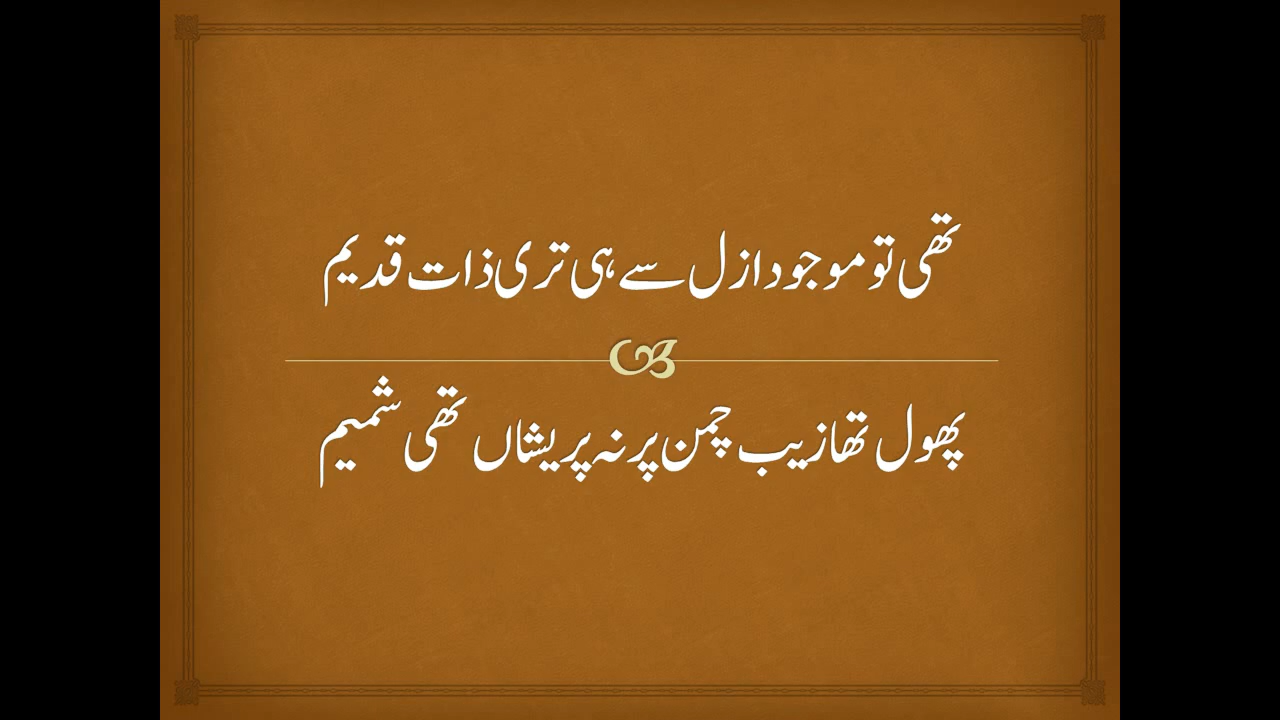 تھی تو موجود ازل سے ہی تری ذات قدیم
پھول تھا زیب چمن پر نہ پریشاں تھی شمیم